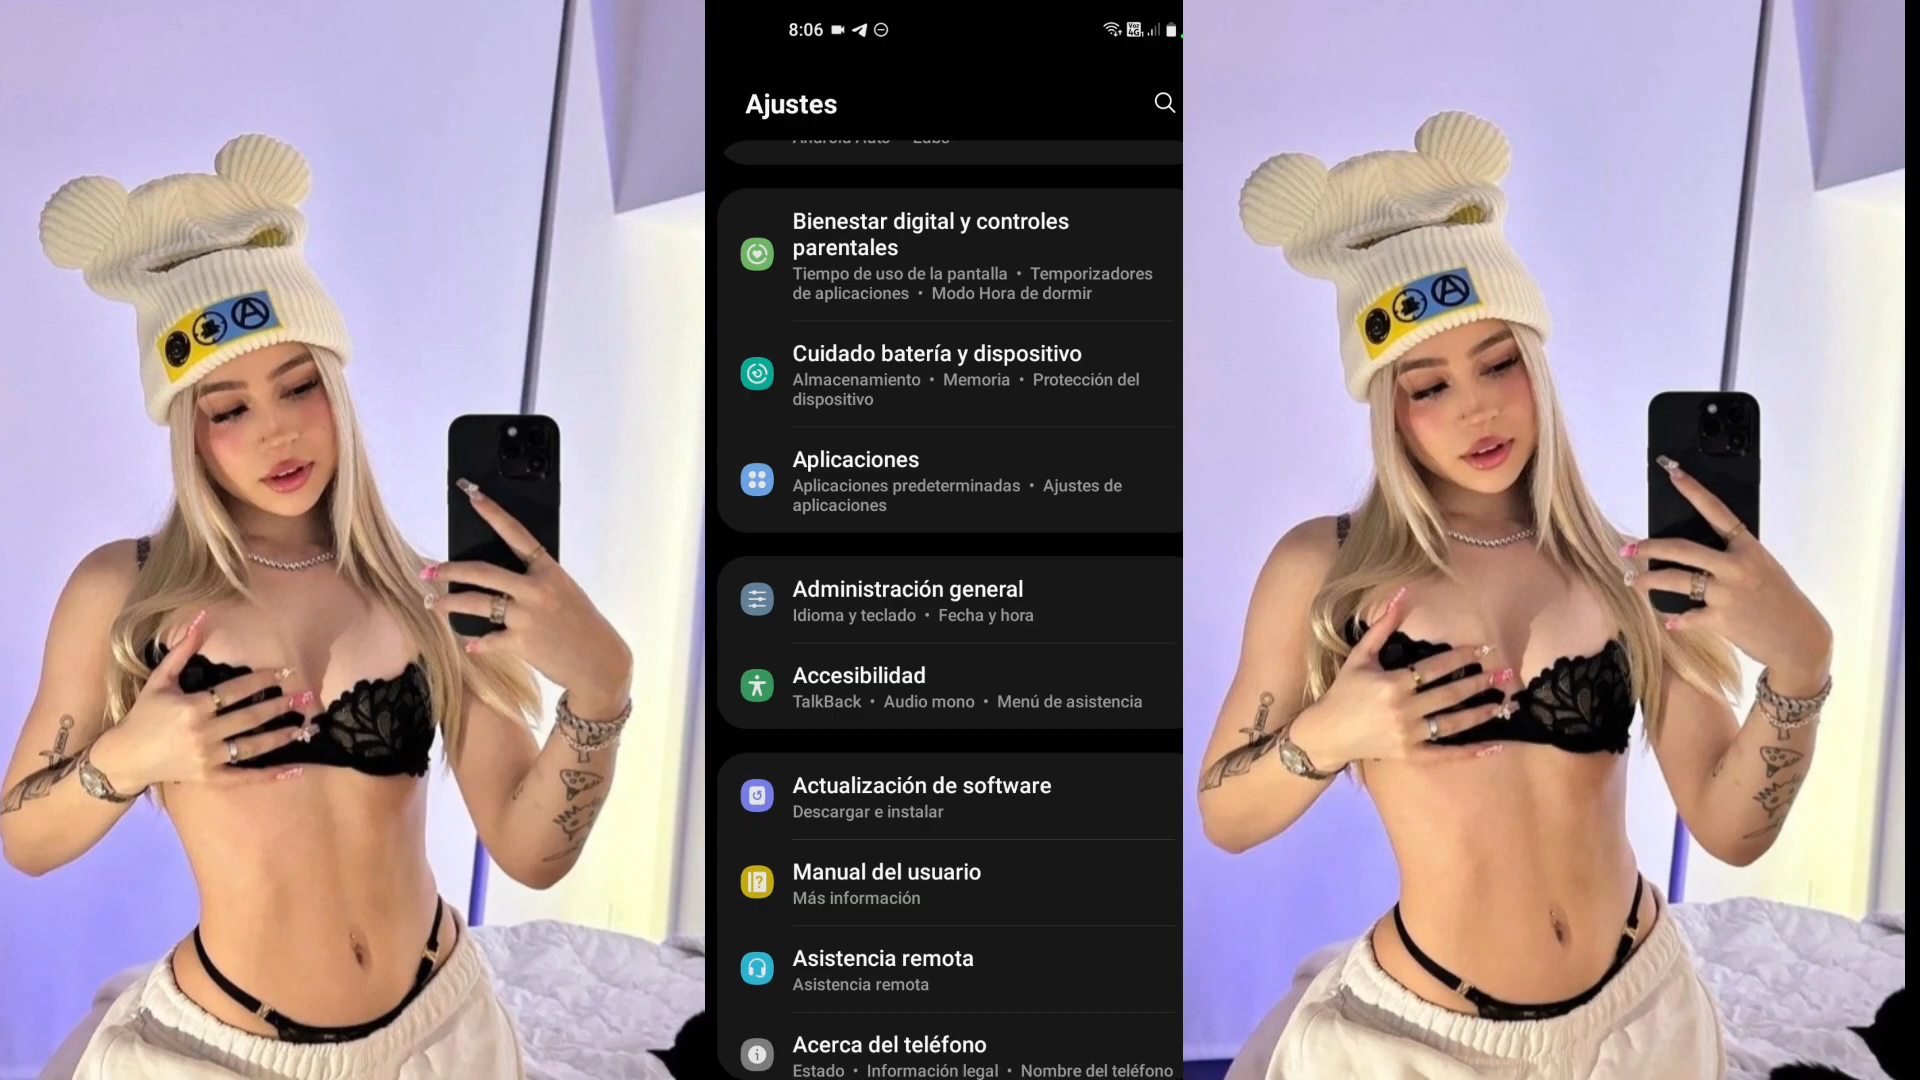 8:06
Ajustes
Android Auto • Labs
Bienestar digital y controles
parentales
Tiempo de uso de la pantalla • Temporizadores
de aplicaciones • Modo Hora de dormir
Cuidado batería y dispositivo
Almacenamiento • Memoria • Protección del
dispositivo
Aplicaciones
Aplicaciones predeterminadas • Ajustes de
aplicaciones
Administración general
Idioma y teclado • Fecha y hora
Accesibilidad
TalkBack • Audio mono • Menú de asistencia
Actualización de software
Descargar e instalar
Manual del usuario
Más información
Asistencia remota
Asistencia remota
Acerca del teléfono
Estado • Información legal • Nombre del teléfono